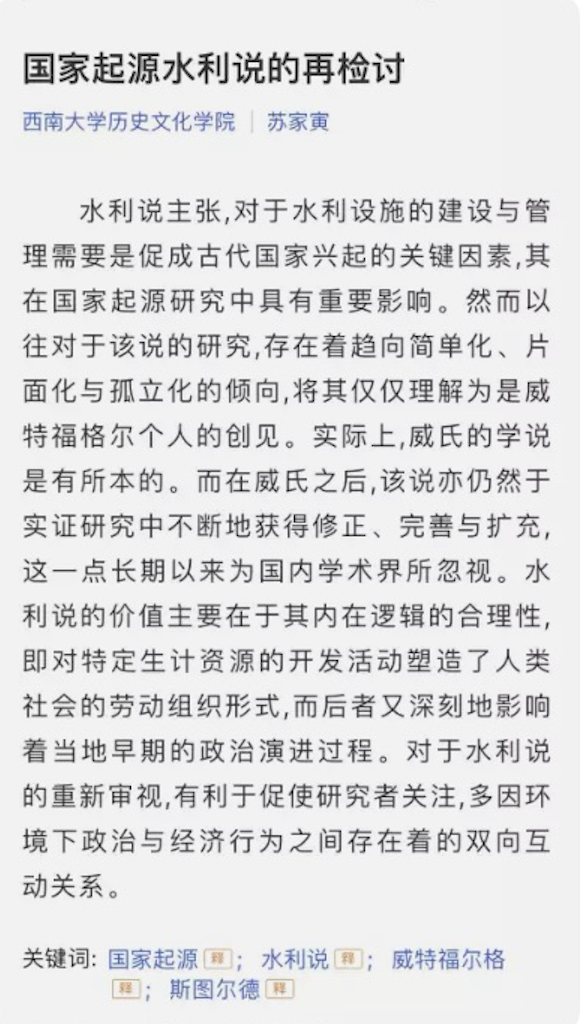 国家起源水利说的再检讨
西南大学历史文化学院 | 苏家寅
水利说主张,对于水利设施的建设与管
理需要是促成古代国家兴起的关键因素,其
在国家起源研究中具有重要影响。然而以
往对于该说的研究,存在着趋向简单化、片
面化与孤立化的倾向,将其仅仅理解为是威
特福格尔个人的创见。实际上,威氏的学说
是有所本的。而在威氏之后,该说亦仍然于
实证研究中不断地获得修正、完善与扩充,
这一点长期以来为国内学术界所忽视。水
利说的价值主要在于其内在逻辑的合理性,
即对特定生计资源的开发活动塑造了人类
社会的劳动组织形式,而后者又深刻地影响
着当地早期的政治演进过程。对于水利说
的重新审视,有利于促使研究者关注,多因环
境下政治与经济行为之间存在着的双向互
动关系。
关键词: 国家起源 释 ; 水利说 释 ; 威特福尔格
释 ; 斯图尔德 释